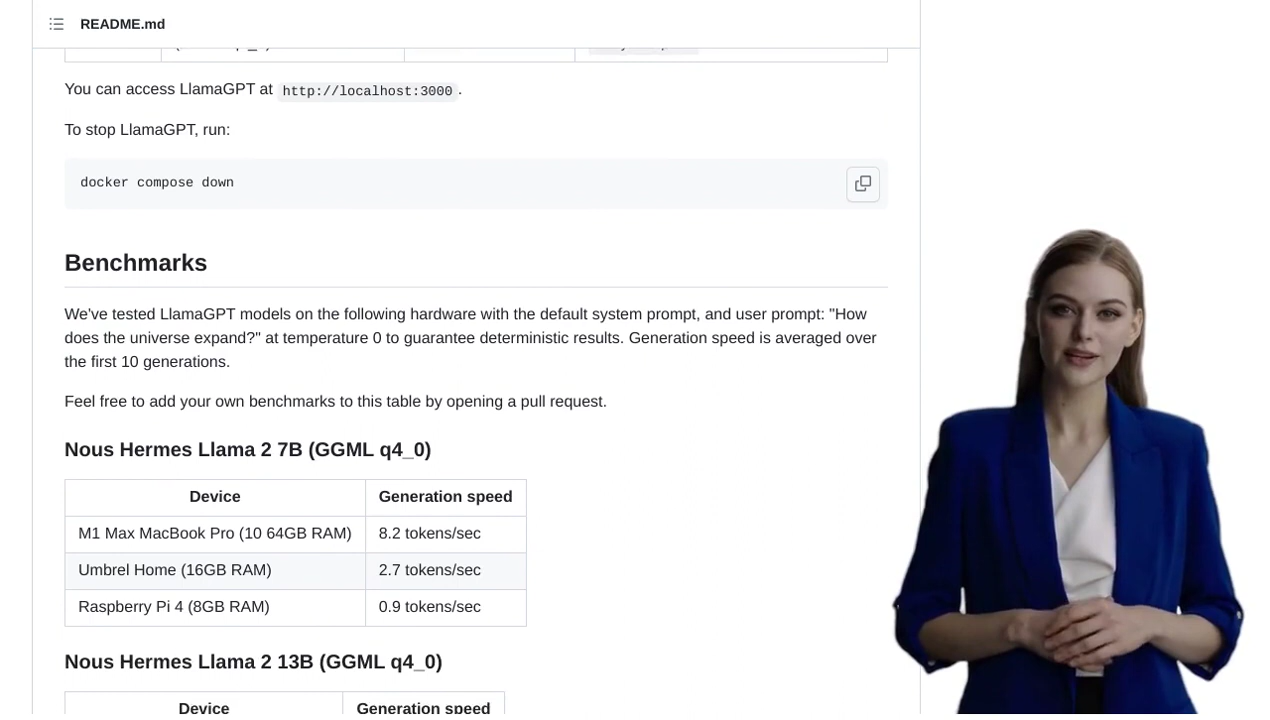 README.md
You can access LlamaGPT at http://localhost:3000.
To stop LlamaGPT, run:
docker compose down
Benchmarks
We've tested LlamaGPT models on the following hardware with the default system prompt, and user prompt: "How
does the universe expand?" at temperature 0 to guarantee deterministic results. Generation speed is averaged over
the first 10 generations.
Feel free to add your own benchmarks to this table by opening a pull request.
Nous Hermes Llama 2 7B (GGML q4_0)
Device Generation speed
M1 Max MacBook Pro (10 64GB RAM) 8.2 tokens/sec
Umbrel Home (16GB RAM) 2.7 tokens/sec
Raspberry Pi 4 (8GB RAM) 0.9 tokens/sec
Nous Hermes Llama 2 13B (GGML q4_0)
Device Generation speed